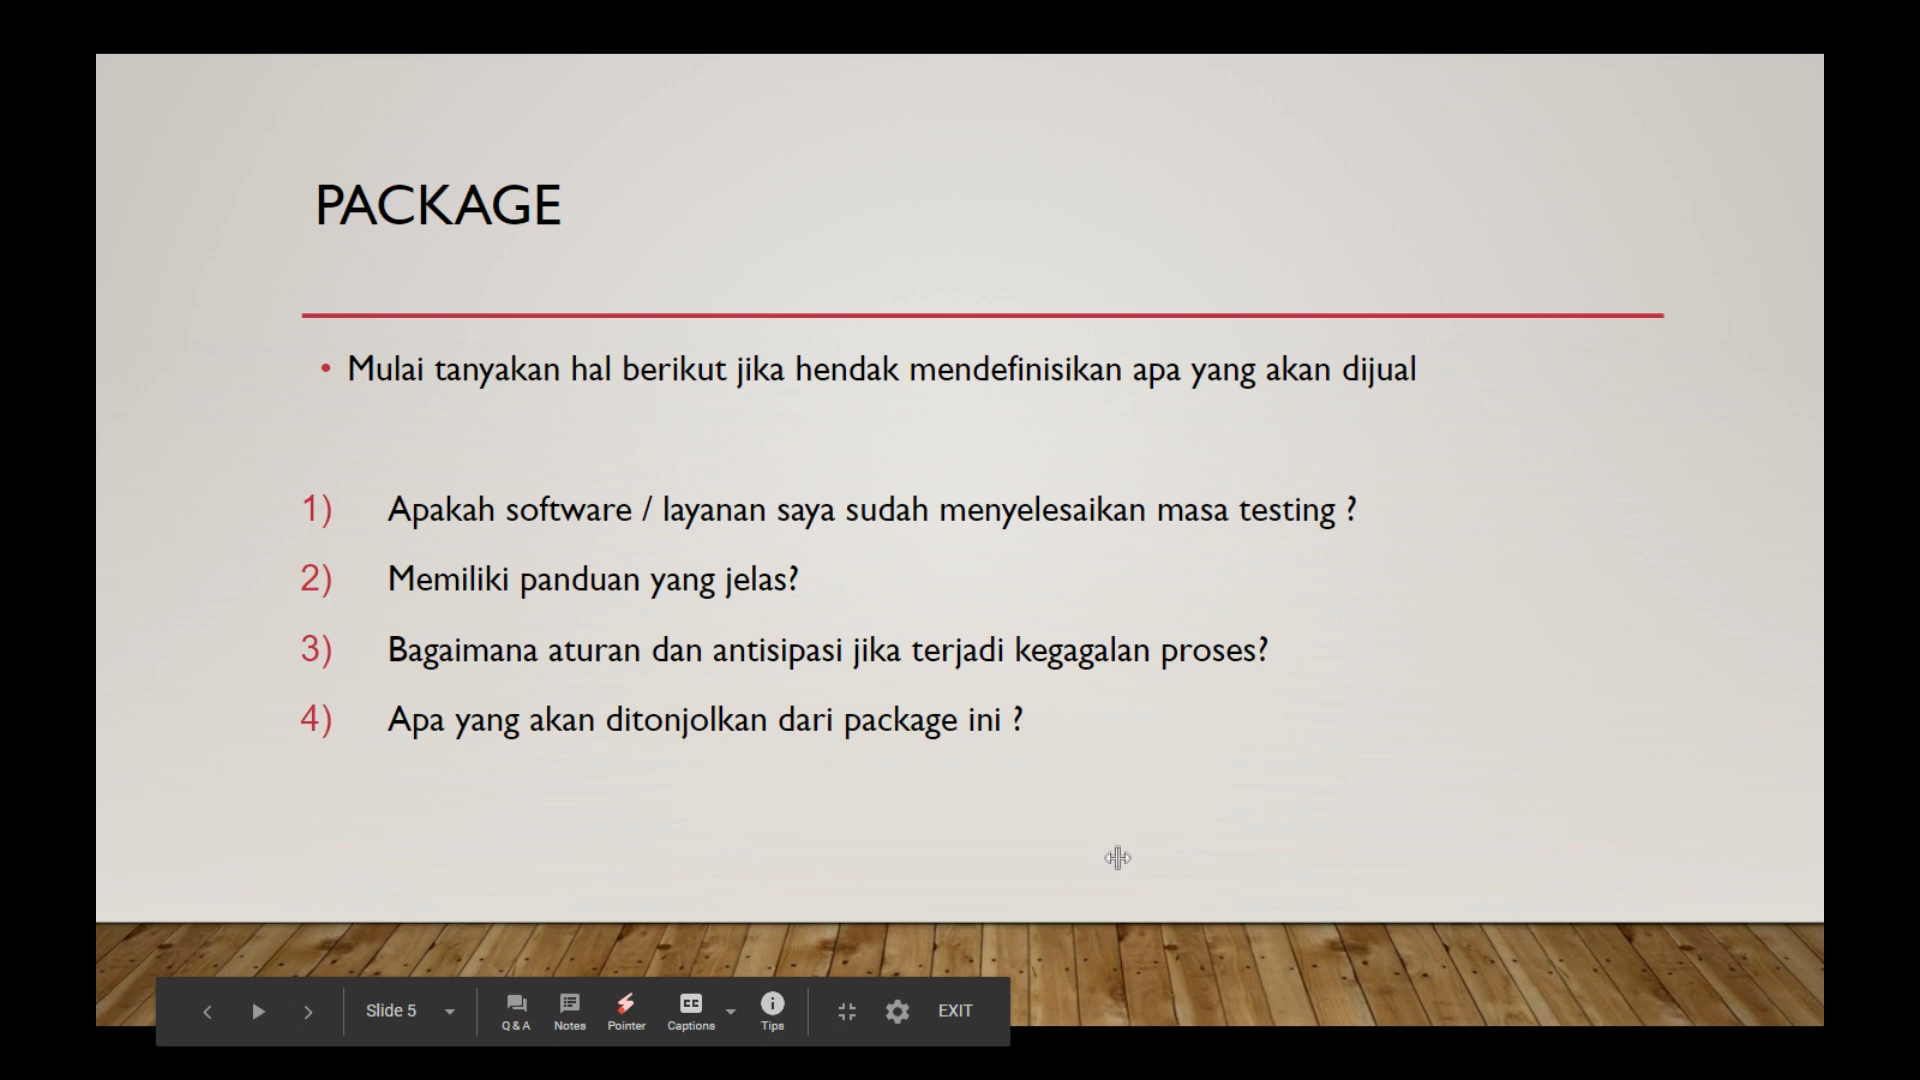 PACKAGE
• Mulai tanyakan hal berikut jika hendak mendefinisikan apa yang akan dijual
1) Apakah software / layanan saya sudah menyelesaikan masa testing ?
2) Memiliki panduan yang jelas?
3) Bagaimana aturan dan antisipasi jika terjadi kegagalan proses?
4) Apa yang akan ditonjolkan dari package ini ?
Slide 5 Q & A Notes Pointer CC Captions Tips EXIT